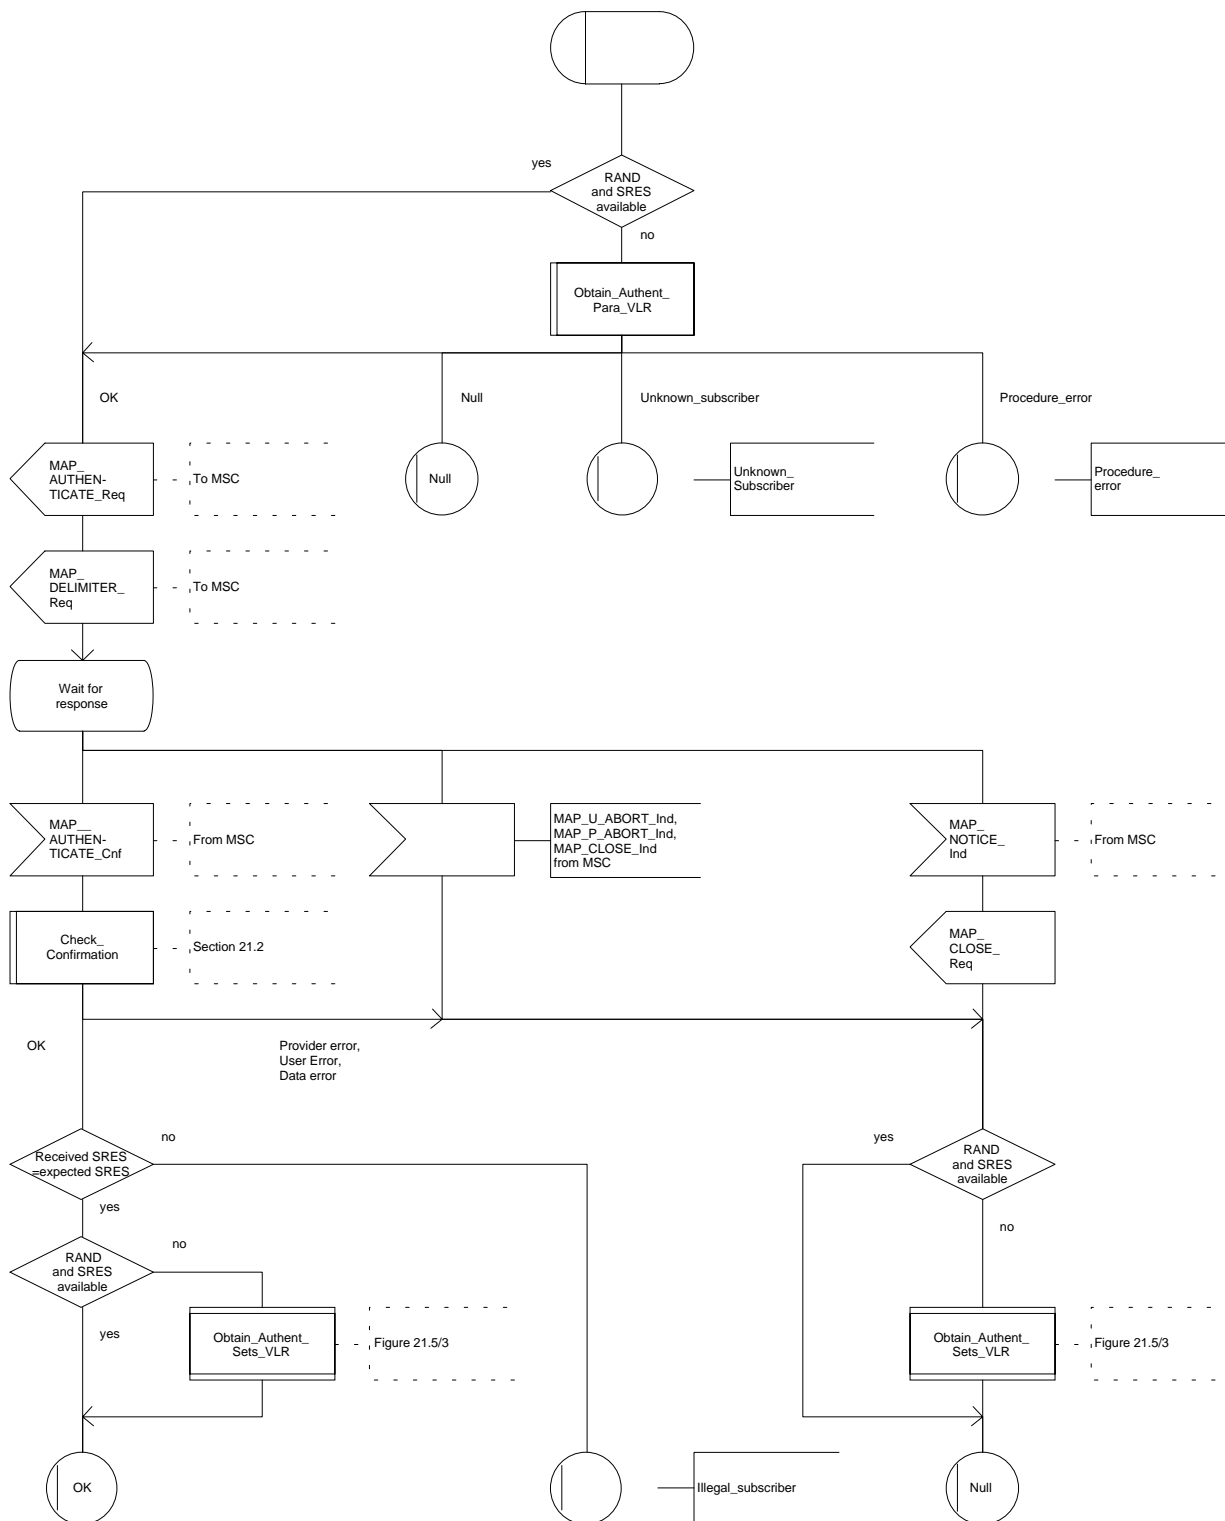 yes
RAND
and SRES
available
no
Obtain_Authent_
Para_VLR
OK
Null
Unknown_subscriber
Procedure_error
MAP_
AUTHEN-
TICATE_Req
To MSC
Null
Unknown_
Subscriber
Procedure_
error
MAP_
DELIMITER_
Req
To MSC
Wait for
response
MAP__
AUTHEN-
TICATE_Cnf
From MSC
MAP_U_ABORT_Ind,
MAP_P_ABORT_Ind,
MAP_CLOSE_Ind
from MSC
MAP_
NOTICE_
Ind
From MSC
Check_
Confirmation
Section 21.2
MAP_
CLOSE_
Req
OK
Provider error,
User Error,
Data error
Received SRES
=expected SRES
no
yes
yes
RAND
and SRES
available
no
RAND
and SRES
available
no
yes
Obtain_Authent_
Sets_VLR
Figure 21.5/3
Obtain_Authent_
Sets_VLR
Figure 21.5/3
OK
Illegal_subscriber
Null